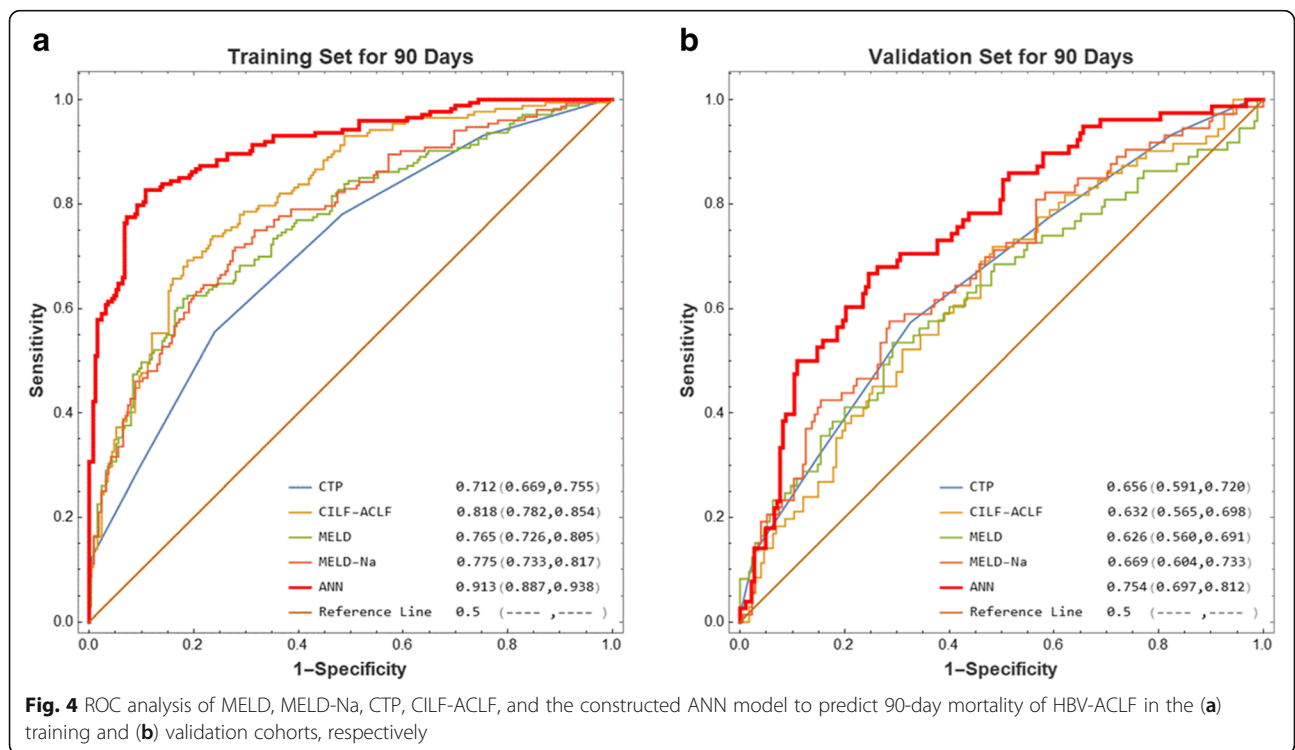 a
Training Set for 90 Days
1.0
0.8
0.6
0.4
0.2
0.0
Sensitivity
CTP 0.712(0.669,0.755)
CILF-ACLF 0.818(0.782,0.854)
MELD 0.765(0.726,0.805)
MELD-Na 0.775(0.733,0.817)
ANN 0.913(0.887,0.938)
Reference Line 0.5 (---- ,---- )
0.0 0.2 0.4 0.6 0.8 1.0
1–Specificity
b
Validation Set for 90 Days
1.0
0.8
0.6
0.4
0.2
0.0
Sensitivity
CTP 0.656(0.591,0.720)
CILF-ACLF 0.632(0.565,0.698)
MELD 0.626(0.560,0.691)
MELD-Na 0.669(0.604,0.733)
ANN 0.754(0.697,0.812)
Reference Line 0.5 (---- ,---- )
0.0 0.2 0.4 0.6 0.8 1.0
1–Specificity
Fig. 4 ROC analysis of MELD, MELD-Na, CTP, CILF-ACLF, and the constructed ANN model to predict 90-day mortality of HBV-ACLF in the (a)
training and (b) validation cohorts, respectively